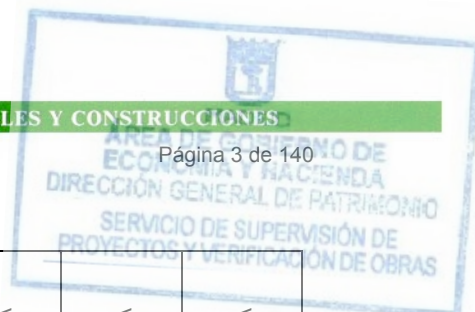 LES Y CONSTRUCCIONES
ÁREA DE GOBIERNO DE
Página 3 de 140
ECONOMÍA Y HACIENDA
DIRECCIÓN GENERAL DE PATRIMONIO
SERVICIO DE SUPERVISIÓN DE
PROYECTOS Y VERIFICACIÓN DE OBRAS